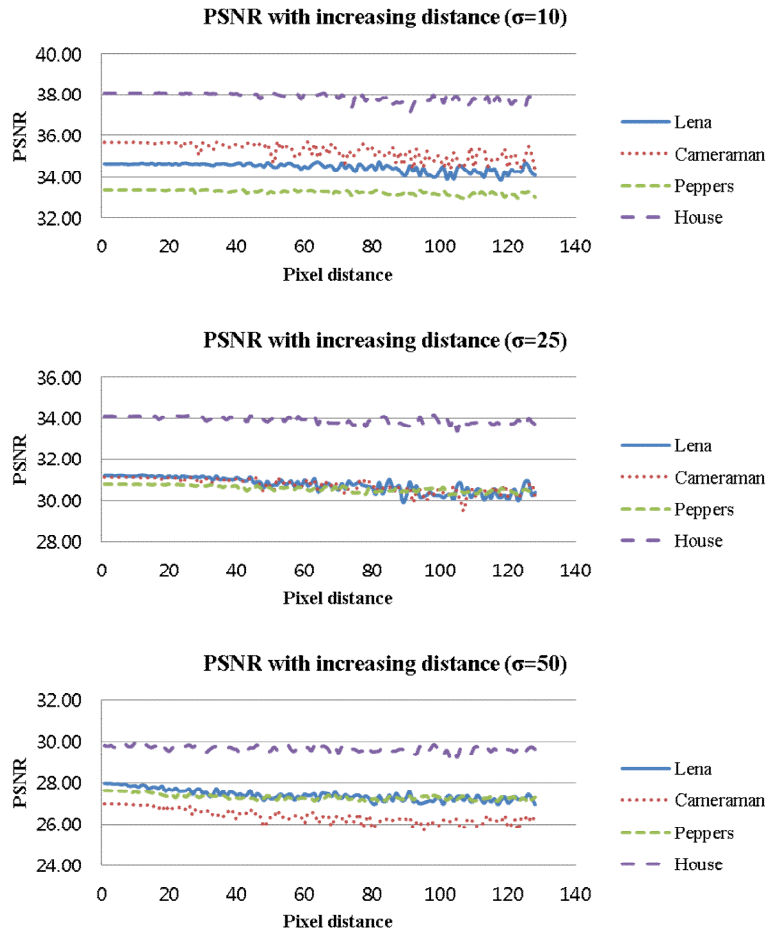 PSNR with increasing distance (σ=10)
40.00
38.00
36.00
34.00
32.00
PSNR
0 20 40 60 80 100 120 140
Pixel distance
Lena
Cameraman
Peppers
House
PSNR with increasing distance (σ=25)
36.00
34.00
32.00
30.00
28.00
PSNR
0 20 40 60 80 100 120 140
Pixel distance
Lena
Cameraman
Peppers
House
PSNR with increasing distance (σ=50)
32.00
30.00
28.00
26.00
24.00
PSNR
0 20 40 60 80 100 120 140
Pixel distance
Lena
Cameraman
Peppers
House